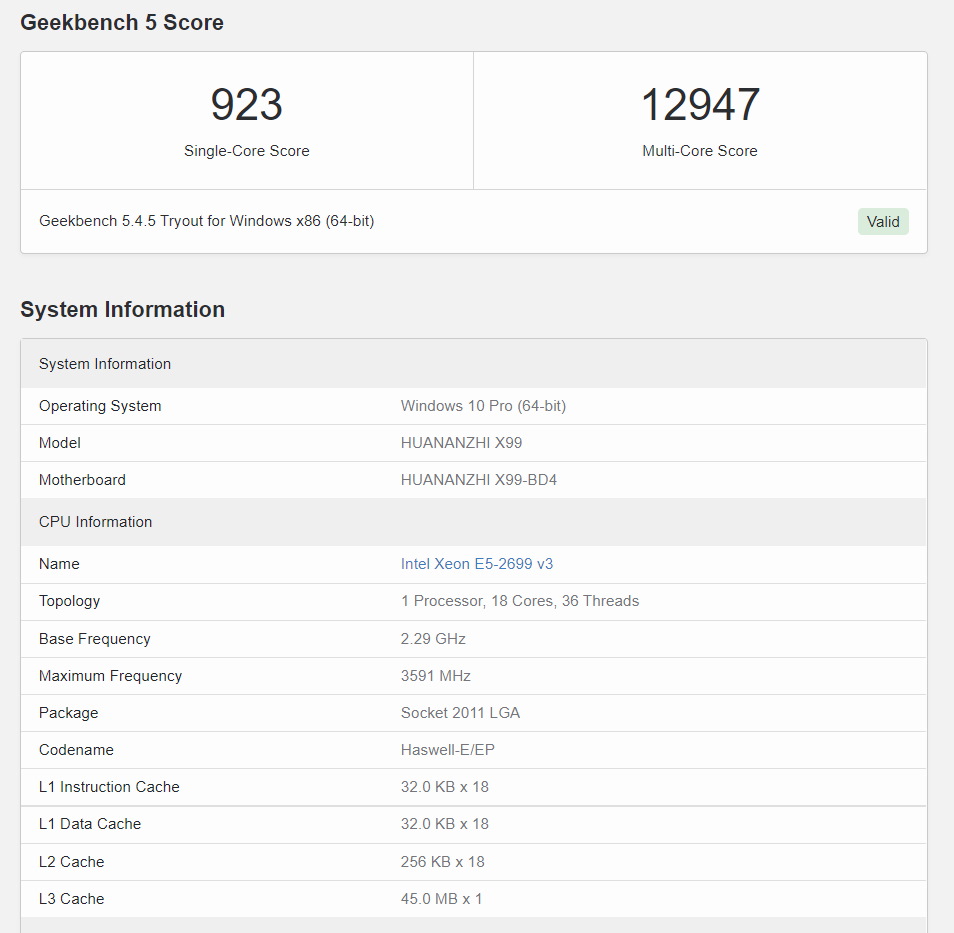 Geekbench 5 Score
923
Single-Core Score
12947
Multi-Core Score
Geekbench 5.4.5 Tryout for Windows x86 (64-bit)
Valid
System Information
System Information
Operating System Windows 10 Pro (64-bit)
Model HUANANZHI X99
Motherboard HUANANZHI X99-BD4
CPU Information
Name Intel Xeon E5-2699 v3
Topology 1 Processor, 18 Cores, 36 Threads
Base Frequency 2.29 GHz
Maximum Frequency 3591 MHz
Package Socket 2011 LGA
Codename Haswell-E/EP
L1 Instruction Cache 32.0 KB x 18
L1 Data Cache 32.0 KB x 18
L2 Cache 256 KB x 18
L3 Cache 45.0 MB x 1